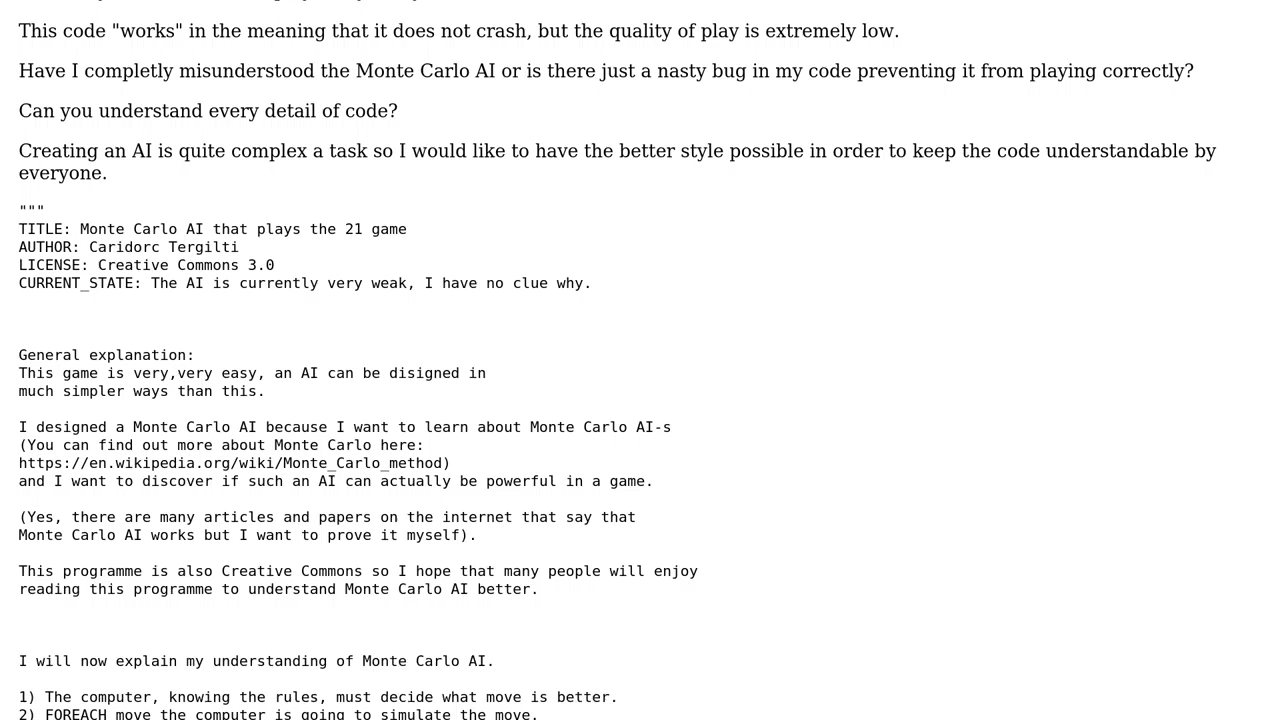 This code "works" in the meaning that it does not crash, but the quality of play is extremely low.
Have I completly misunderstood the Monte Carlo AI or is there just a nasty bug in my code preventing it from playing correctly?
Can you understand every detail of code?
Creating an AI is quite complex a task so I would like to have the better style possible in order to keep the code understandable by
everyone.
"""
TITLE: Monte Carlo AI that plays the 21 game
AUTHOR: Caridorc Tergilti
LICENSE: Creative Commons 3.0
CURRENT_STATE: The AI is currently very weak, I have no clue why.
General explanation:
This game is very,very easy, an AI can be disigned in
much simpler ways than this.
I designed a Monte Carlo AI because I want to learn about Monte Carlo AI-s
(You can find out more about Monte Carlo here:
https://en.wikipedia.org/wiki/Monte_Carlo_method)
and I want to discover if such an AI can actually be powerful in a game.
(Yes, there are many articles and papers on the internet that say that
Monte Carlo AI works but I want to prove it myself).
This programme is also Creative Commons so I hope that many people will enjoy
reading this programme to understand Monte Carlo AI better.
I will now explain my understanding of Monte Carlo AI.
1) The computer, knowing the rules, must decide what move is better.
2) FOREACH move the computer is going to simulate the move.